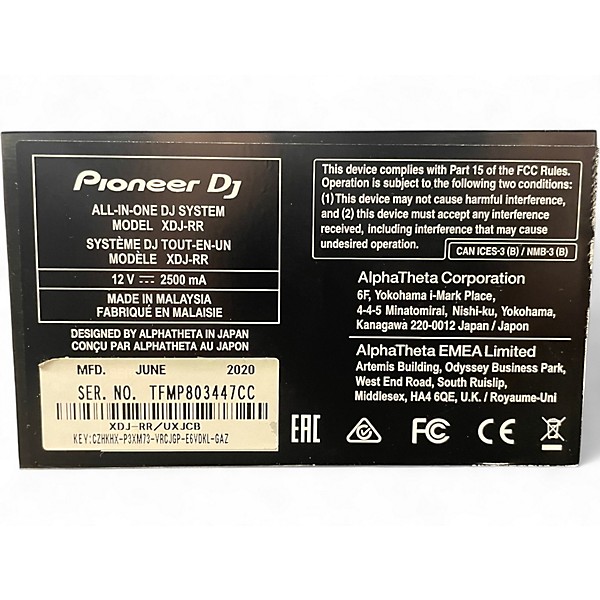 Pioneer Dj
ALL-IN-ONE DJ SYSTEM
MODEL XDJ-RR
SYSTÈME DJ TOUT-EN-UN
MODÈLE XDJ-RR
12 V ⎓ 2500 mA
MADE IN MALAYSIA
FABRIQUÉ EN MALAISIE
DESIGNED BY ALPHATHETA IN JAPAN
CONÇU PAR ALPHATHETA AU JAPON
MFD. JUNE 2020
SER. NO. TFMP803447CC
XDJ-RR/UXJCB
KEY:CZHKHX-P3XM73-VRCJGP-E6VDKL-GAZ
This device complies with Part 15 of the FCC Rules.
Operation is subject to the following two conditions:
(1) This device may not cause harmful interference,
and (2) this device must accept any interference
received, including interference that may cause
undesired operation.
CAN ICES-3 (B) / NMB-3 (B)
AlphaTheta Corporation
6F, Yokohama i-Mark Place,
4-4-5 Minatomirai, Nishi-ku, Yokohama,
Kanagawa 220-0012 Japan / Japon
AlphaTheta EMEA Limited
Artemis Building, Odyssey Business Park,
West End Road, South Ruislip,
Middlesex, HA4 6QE, U.K. / Royaume-Uni
EAC FC CE